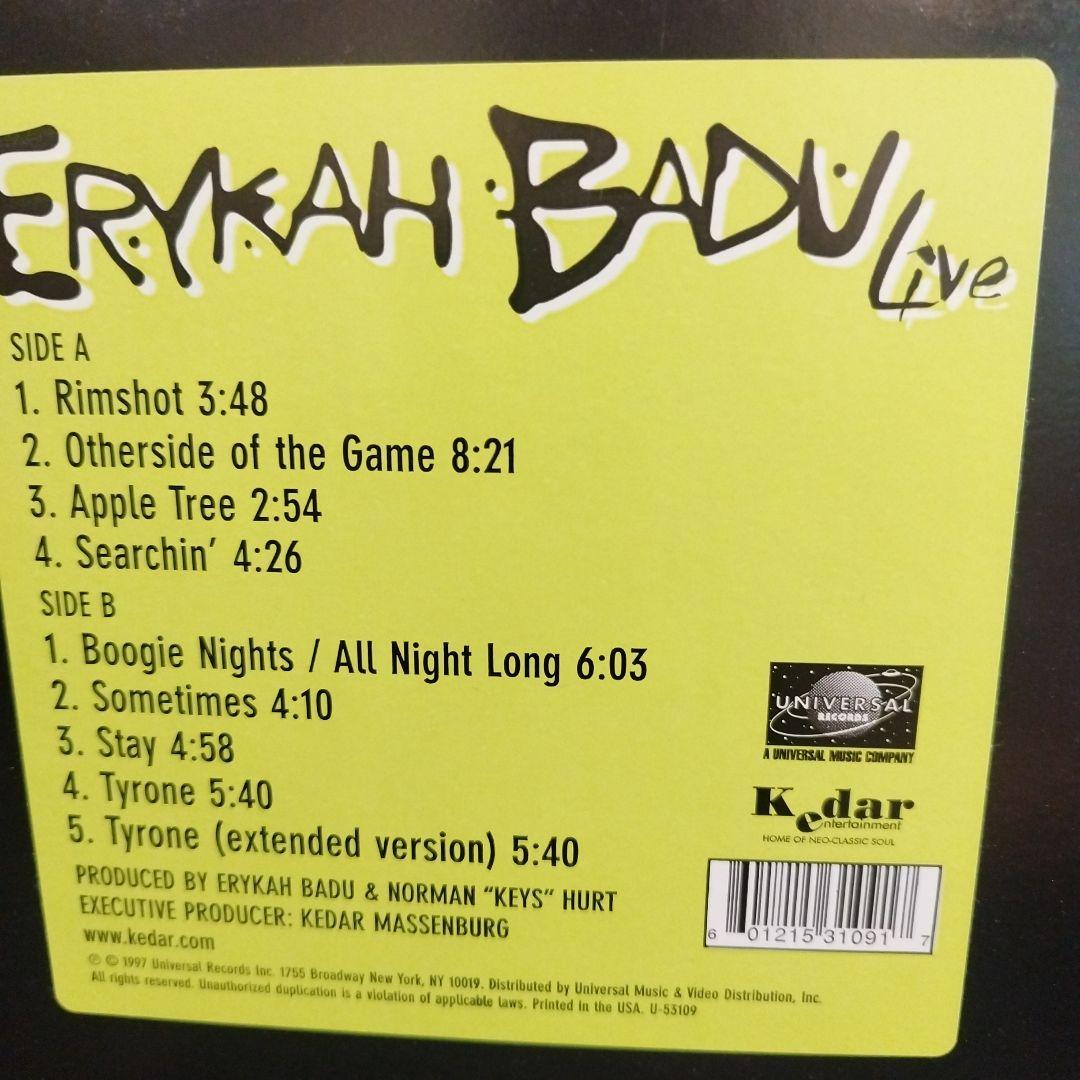 ERYKAH BADU Live
SIDE A
1. Rimshot 3:48
2. Otherside of the Game 8:21
3. Apple Tree 2:54
4. Searchin' 4:26
SIDE B
1. Boogie Nights / All Night Long 6:03
2. Sometimes 4:10
3. Stay 4:58
4. Tyrone 5:40
5. Tyrone (extended version) 5:40
PRODUCED BY ERYKAH BADU & NORMAN "KEYS" HURT
EXECUTIVE PRODUCER: KEDAR MASSENBURG
www.kedar.com
℗ © 1997 Universal Records Inc. 1755 Broadway New York, NY 10019. Distributed by Universal Music & Video Distribution, Inc.
All rights reserved. Unauthorized duplication is a violation of applicable laws. Printed in the USA. U-53109
UNIVERSAL
RECORDS
A UNIVERSAL MUSIC COMPANY
Kedar
entertainment
HOME OF NEO-CLASSIC SOUL
6 01215 31091 7